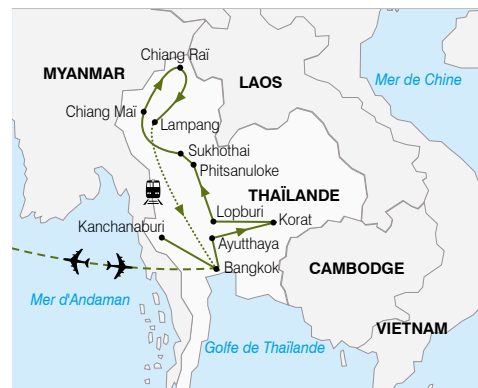 Chiang Raï
MYANMAR
LAOS
Mer de Chine
Chiang Maï
Lampang
Sukhothai
Phitsanuloke
THAÏLANDE
Lopburi
Korat
Kanchanaburi
Ayutthaya
Bangkok
CAMBODGE
Mer d'Andaman
VIETNAM
Golfe de Thaïlande